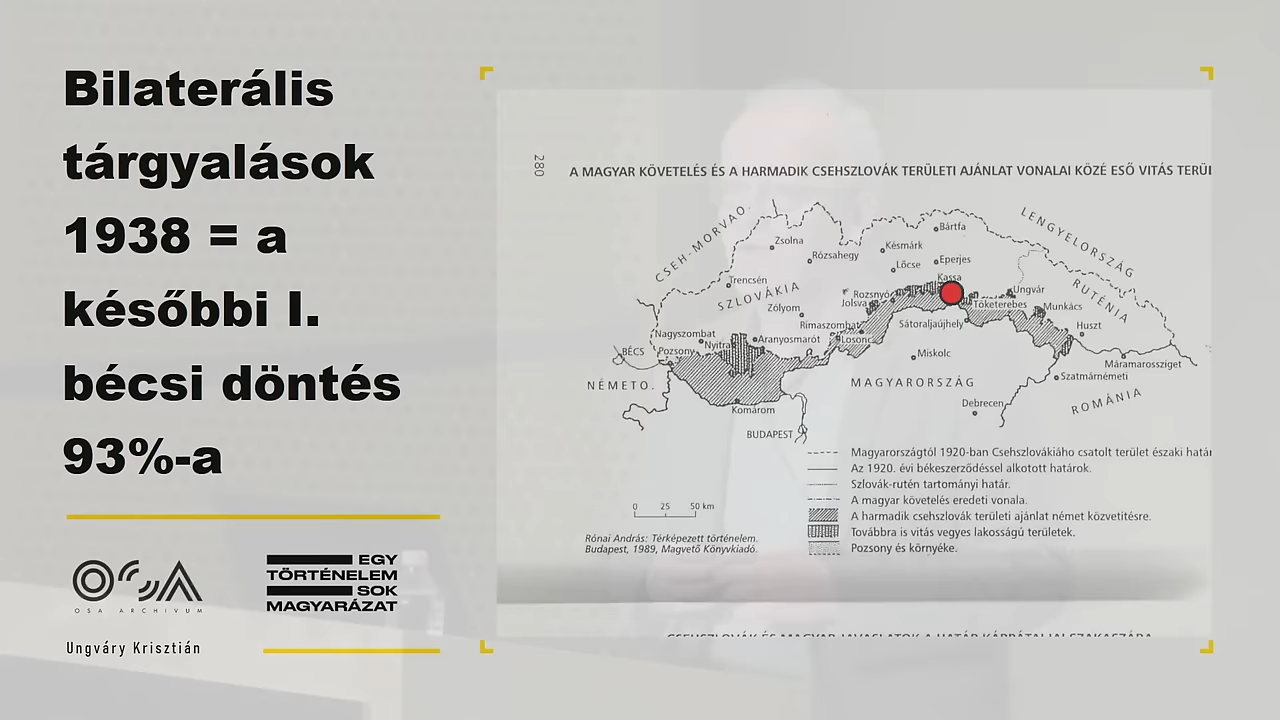 Bilaterális
tárgyalások
1938 = a
későbbi I.
bécsi döntés
93%-a
OSA ARCHIVUM
EGY
TÖRTÉNELEM
SOK
MAGYARÁZAT
Ungváry Krisztián
280
A MAGYAR KÖVETELÉS ÉS A HARMADIK CSEHSZLOVÁK TERÜLETI AJÁNLAT VONALAI KÖZÉ ESŐ VITÁS
CSEH-MORVAO.
LENGYELORSZÁG
Bártfa
Zsolna
Késmárk
Rózsahegy
Lőcse
Eperjes
Kassa
Trencsén
SZLOVÁKIA
RUTÉNIA
Rozsnyó
Ungvár
Jolsva
Tőketerebes
Munkács
Zólyom
Rimaszombat
Sátoraljaújhely
Huszt
Nagyszombat
Nyitra
Aranyosmarót
Losonc
BÉCS
Pozsony
Miskolc
Máramarossziget
NÉMETO.
MAGYARORSZÁG
Szatmárnémeti
Komárom
Debrecen
ROMÁNIA
BUDAPEST
Magyarországtól 1920-ban Csehszlovákiáho csatolt terület északi
Az 1920. évi békeszerződéssel alkotott határok.
Szlovák-rutén tartományi határ.
A magyar követelés eredeti vonala.
A harmadik csehszlovák területi ajánlat német közvetítésre.
Továbbra is vitás vegyes lakosságú területek.
Pozsony és környéke.
0 25 50 km
Rónai András: Térképezett történelem.
Budapest, 1989, Magvető Könyvkiadó.